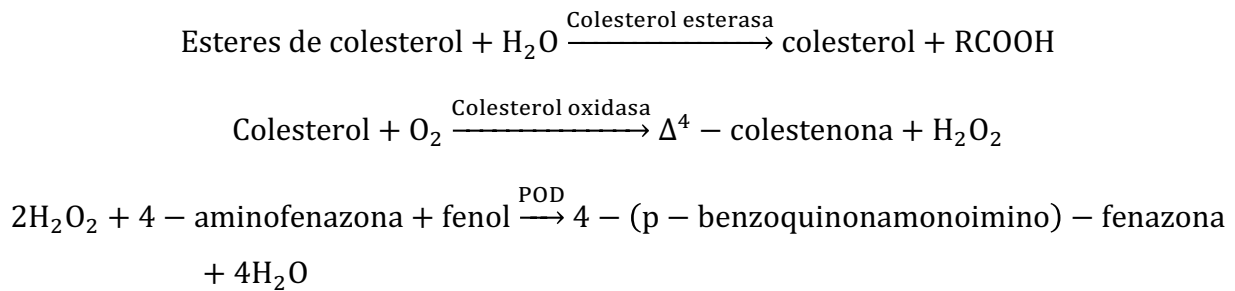 Colesterol esterasa
Esteres de colesterol + H₂O → colesterol + RCOOH
Colesterol oxidasa
Colesterol + O₂ → Δ⁴ − colestenona + H₂O₂
POD
2H₂O₂ + 4 − aminofenazona + fenol → 4 − (p − benzoquinonamonoimino) − fenazona
+ 4H₂O